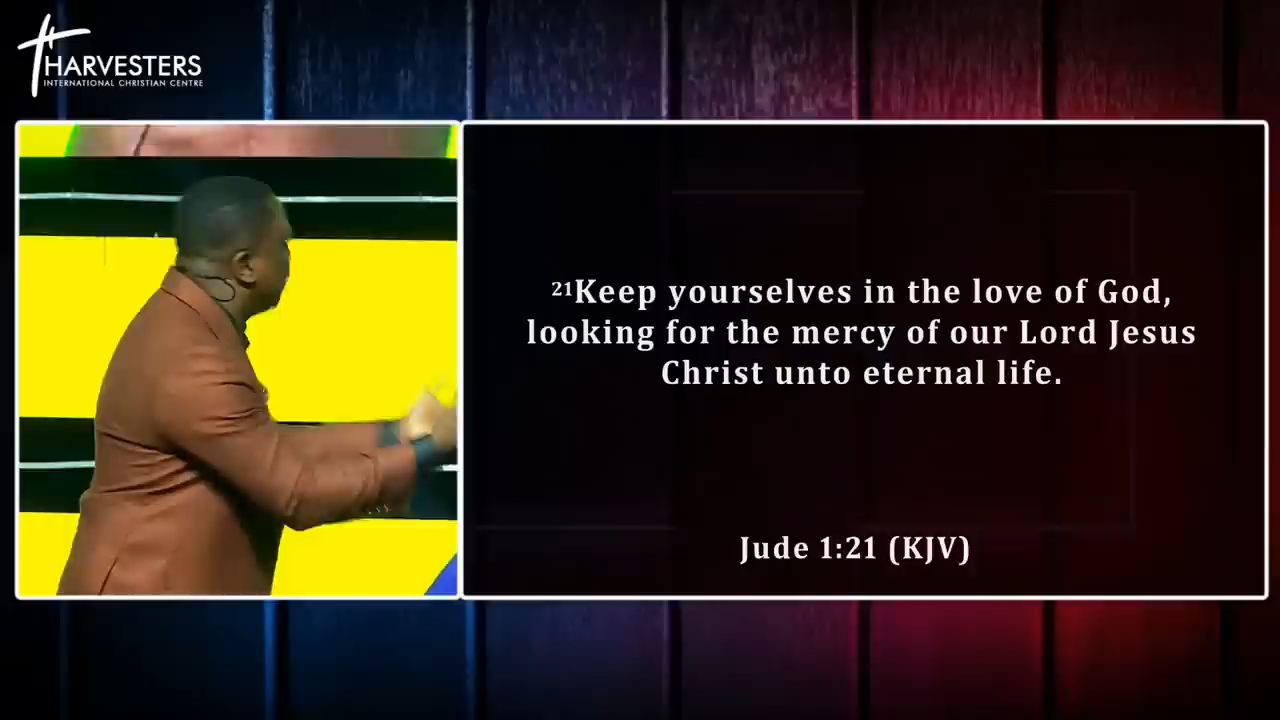 HARVESTERS
INTERNATIONAL CHRISTIAN CENTRE
²¹Keep yourselves in the love of God,
looking for the mercy of our Lord Jesus
Christ unto eternal life.
Jude 1:21 (KJV)